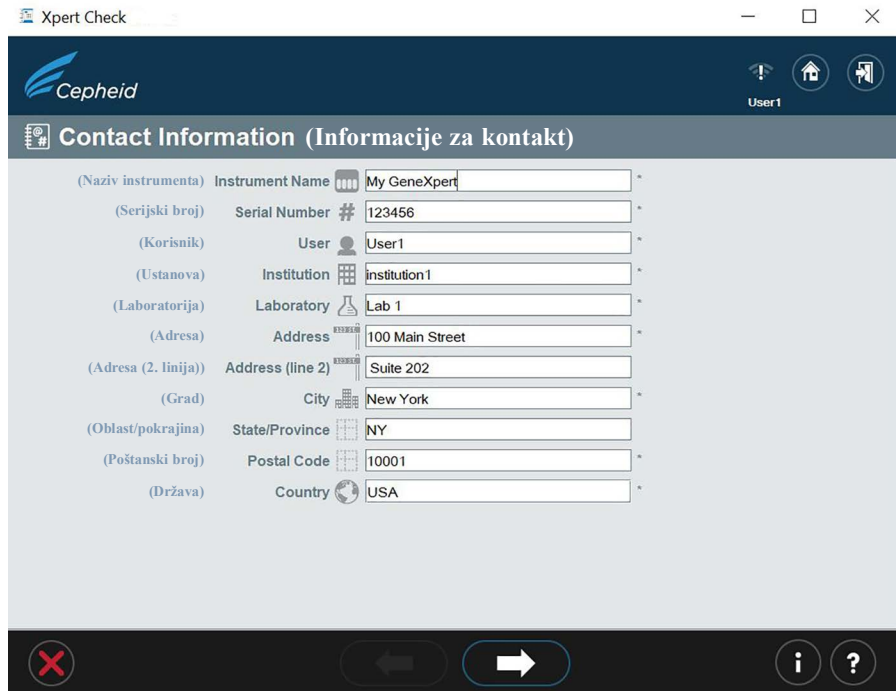 Xpert Check
Cepheid
User1
Contact Information (Informacije za kontakt)
(Naziv instrumenta) Instrument Name My GeneXpert *
(Serijski broj) Serial Number # 123456 *
(Korisnik) User User1 *
(Ustanova) Institution institution1 *
(Laboratorija) Laboratory Lab 1 *
(Adresa) Address 100 Main Street *
(Adresa (2. linija)) Address (line 2) Suite 202
(Grad) City New York *
(Oblast/pokrajina) State/Province NY
(Poštanski broj) Postal Code 10001 *
(Država) Country USA *
i ?